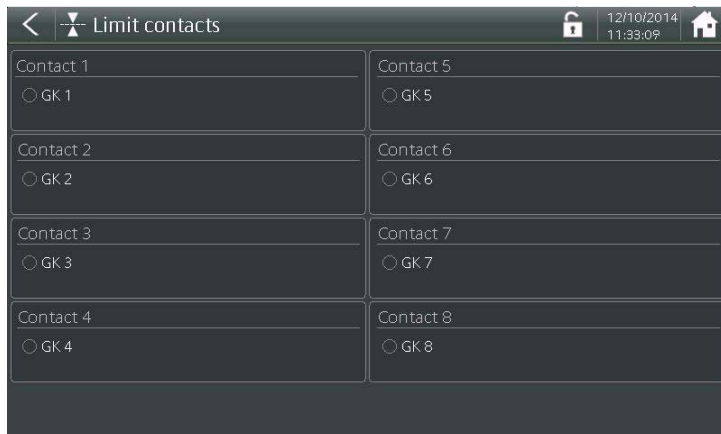 Limit contacts
12/10/2014
11:33:09
Contact 1
GK 1
Contact 5
GK 5
Contact 2
GK 2
Contact 6
GK 6
Contact 3
GK 3
Contact 7
GK 7
Contact 4
GK 4
Contact 8
GK 8